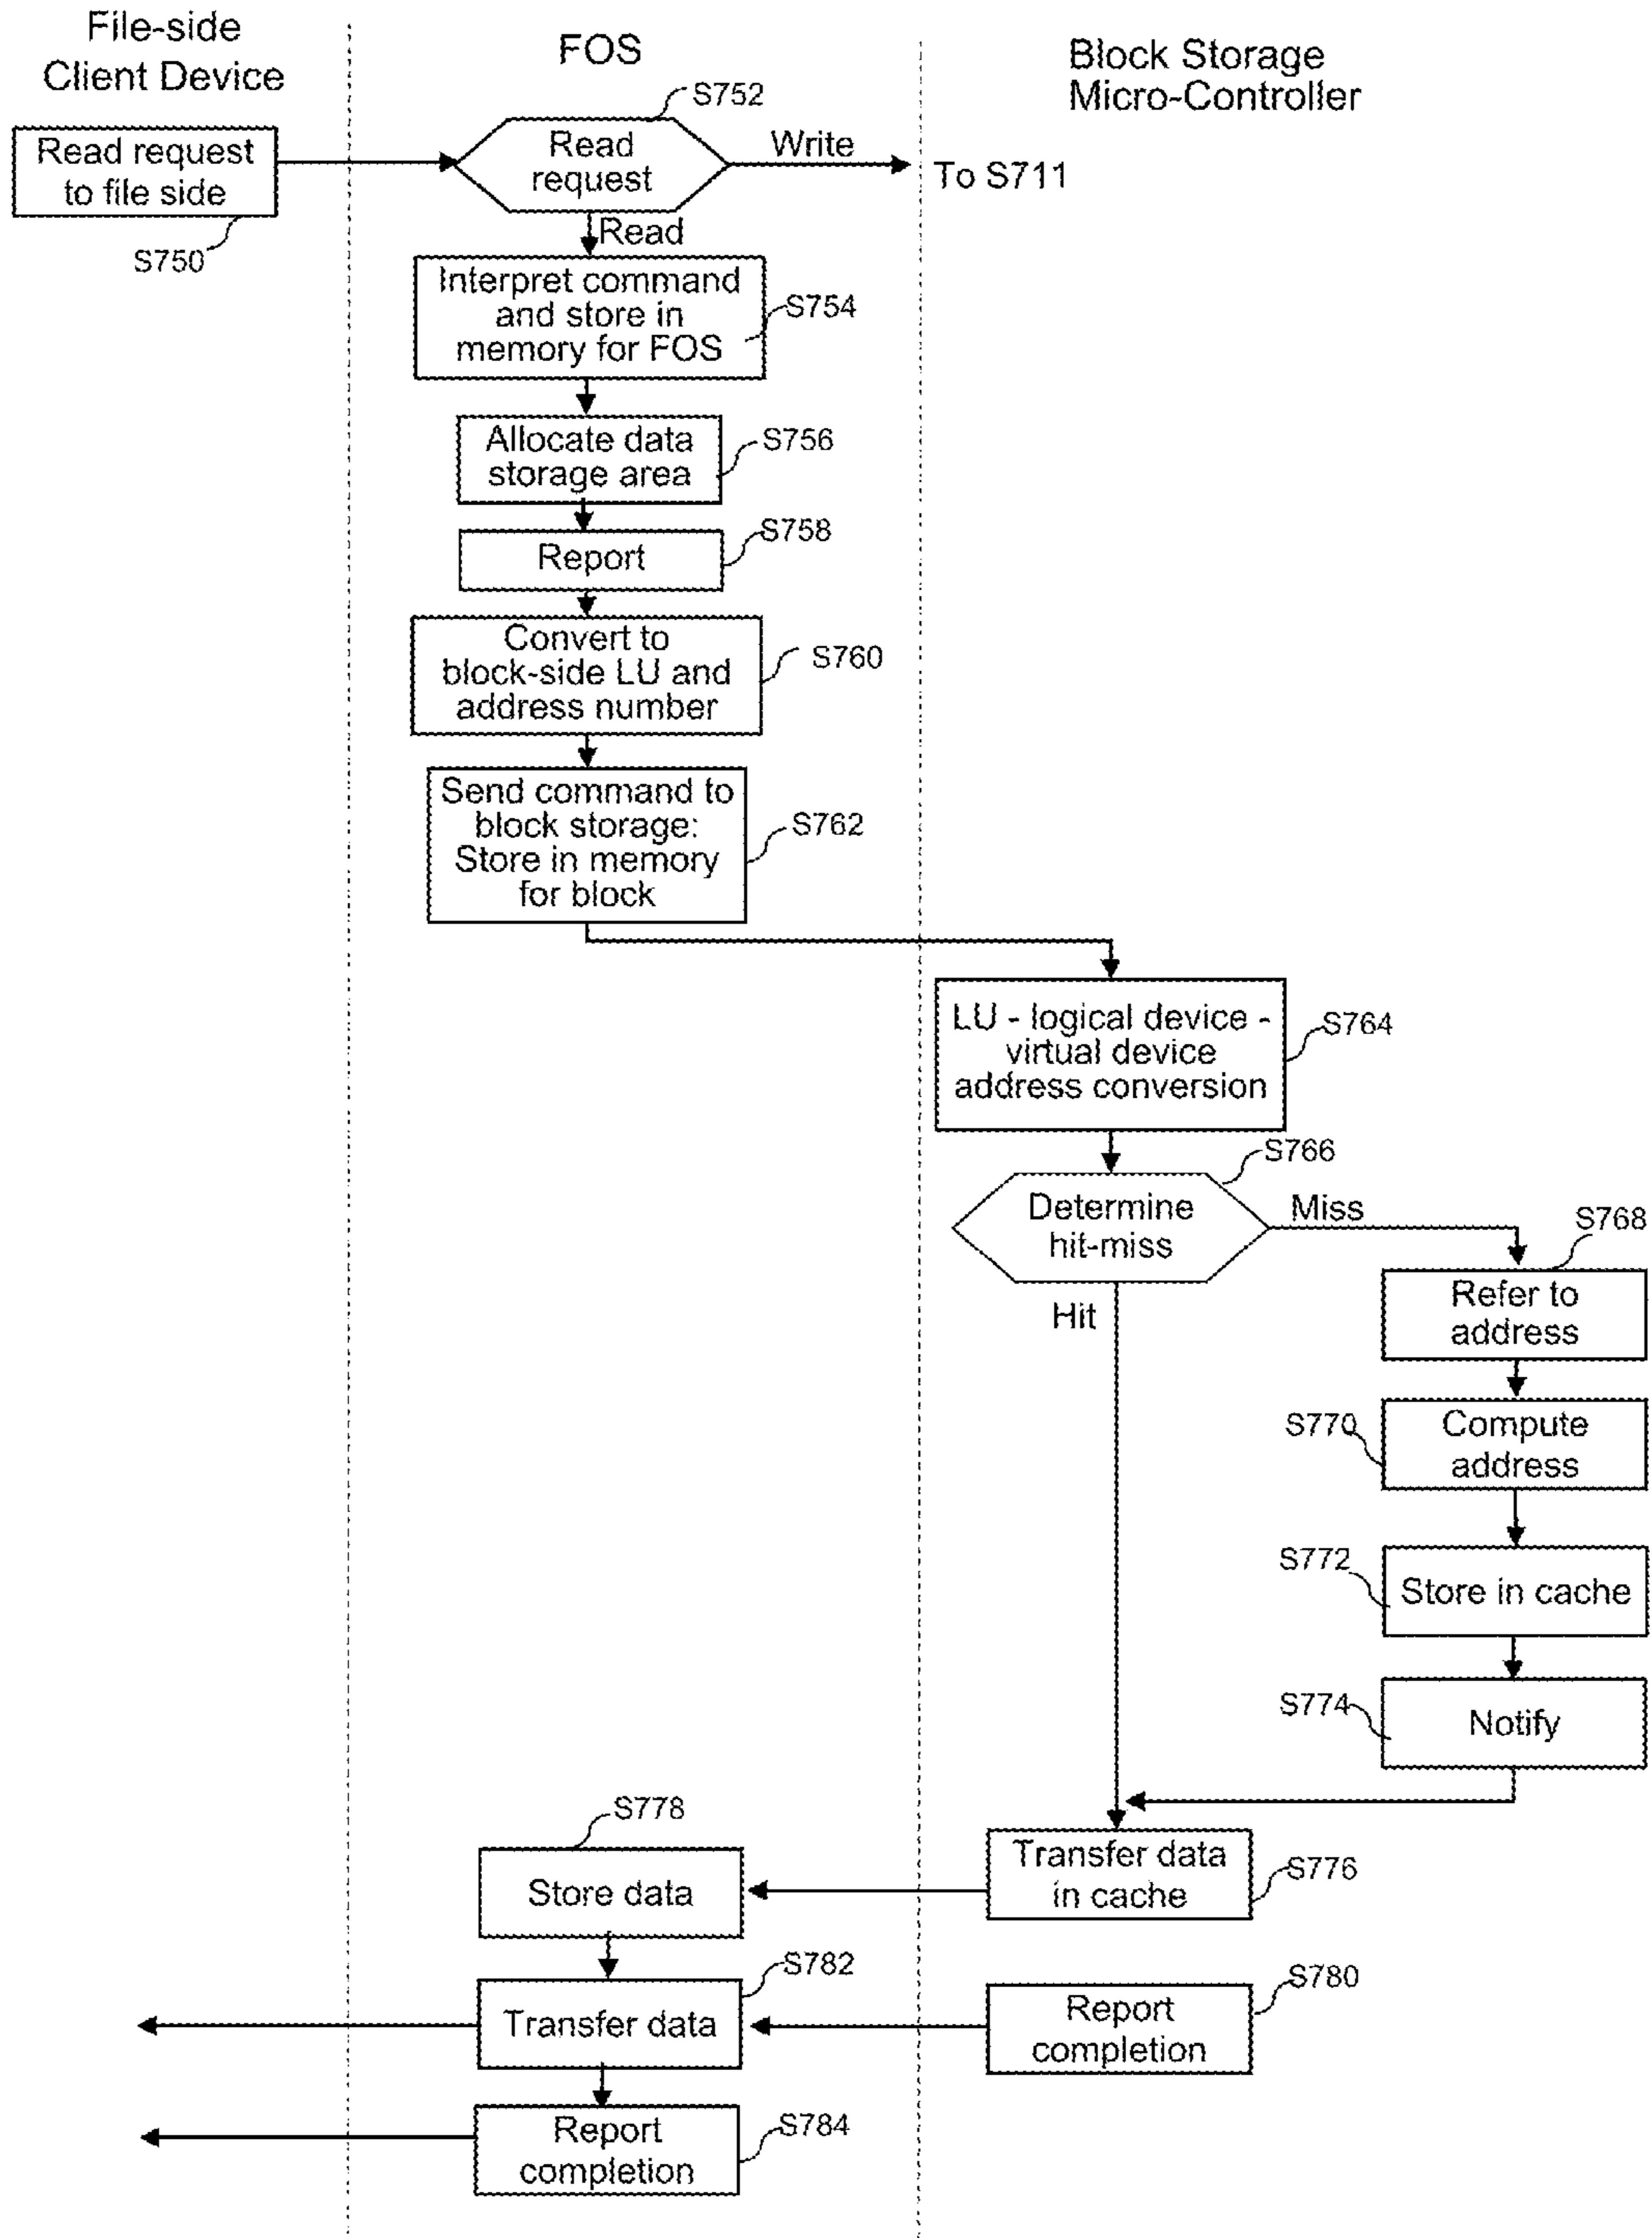 File-side
Client Device
FOS
Block Storage
Micro-Controller
S752
Read request
to file side
Read
request
Write
To S711
S750
Read
Interpret command
and store in
memory for FOS
S754
Allocate data
storage area
S756
Report
S758
Convert to
block-side LU and
address number
S760
Send command to
block storage:
Store in memory
for block
S762
LU - logical device -
virtual device
address conversion
S764
S766
Determine
hit-miss
Miss
S768
Hit
Refer to
address
S770
Compute
address
S772
Store in cache
S774
Notify
S778
Store data
Transfer data
in cache
S776
S782
Transfer data
S780
Report
completion
Report
completion
S784